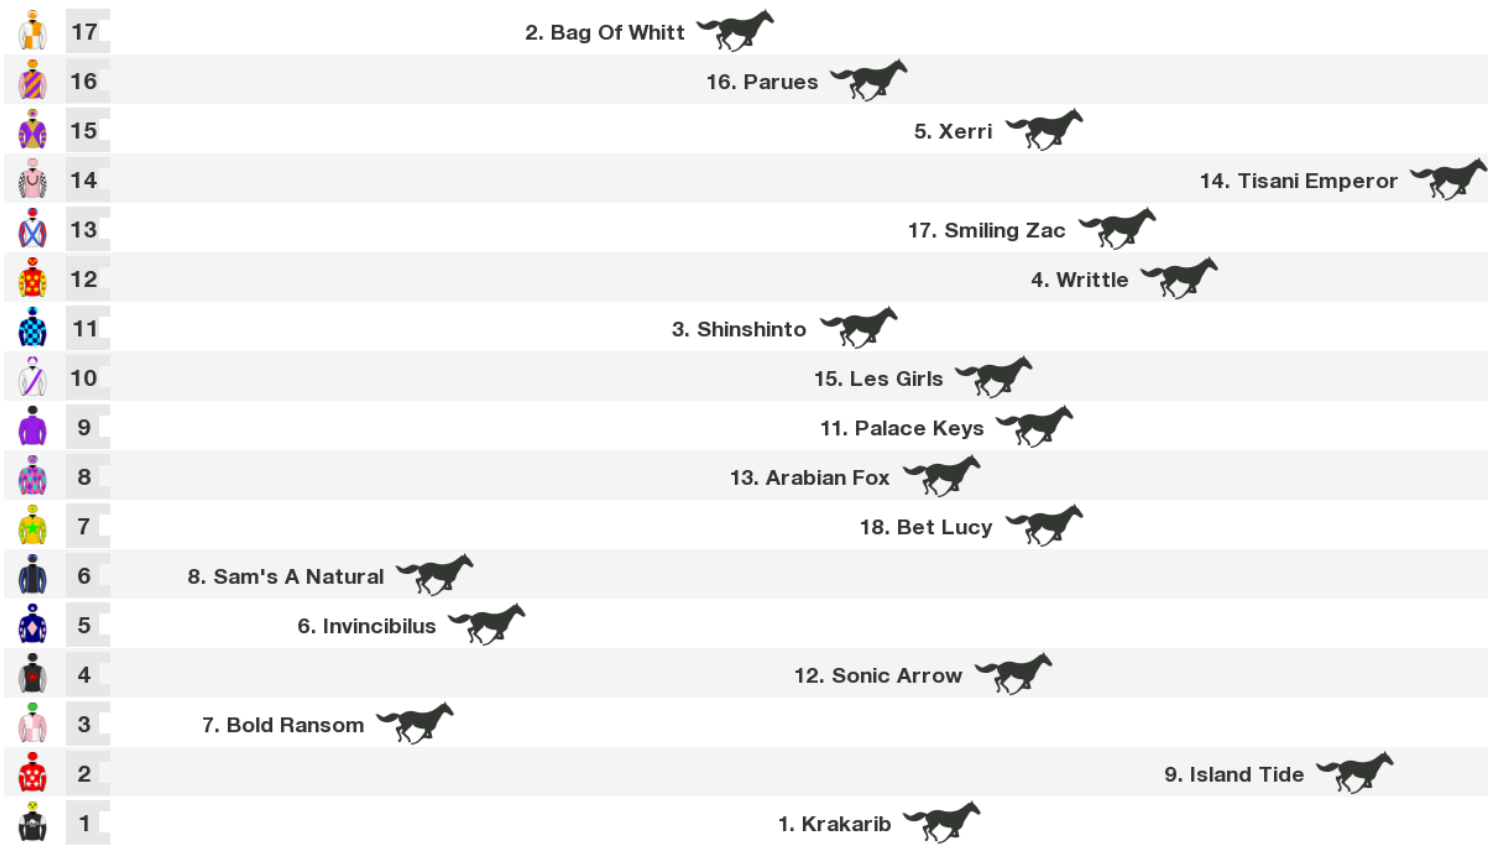 17 2. Bag Of Whitt
16 16. Parues
15 5. Xerri
14 14. Tisani Emperor
13 17. Smiling Zac
12 4. Writtle
11 3. Shinshinto
10 15. Les Girls
9 11. Palace Keys
8 13. Arabian Fox
7 18. Bet Lucy
6 8. Sam's A Natural
5 6. Invincibilus
4 12. Sonic Arrow
3 7. Bold Ransom
2 9. Island Tide
1 1. Krakarib